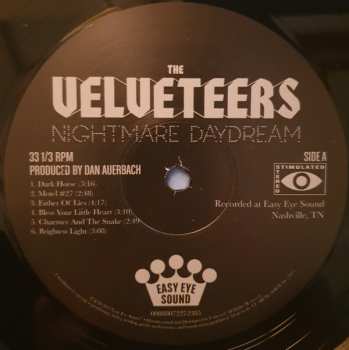 THE
VELVETEERS
NIGHTMARE DAYDREAM
33 1/3 RPM
PRODUCED BY DAN AUERBACH
SIDE A
STEREO
STIMULATED
1. Dark Horse (3:16)
2. Motel #27 (2:48)
3. Father Of Lies (4:17)
4. Bless Your Little Heart (3:10)
5. Charmer And The Snake (2:49)
6. Brightest Light (3:08)
Recorded at Easy Eye Sound
Nashville, TN
EASY EYE
SOUND